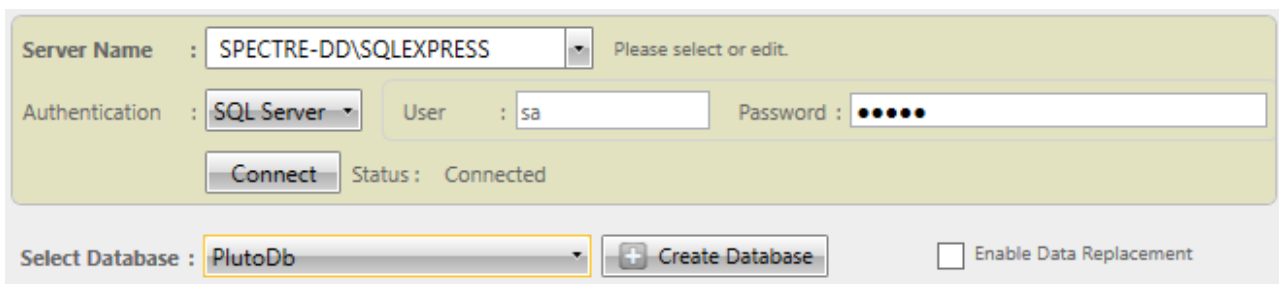 Server Name : SPECTRE-DD\SQLEXPRESS Please select or edit.
Authentication : SQL Server User : sa Password : ●●●●●
Connect Status : Connected
Select Database : PlutoDb Create Database Enable Data Replacement